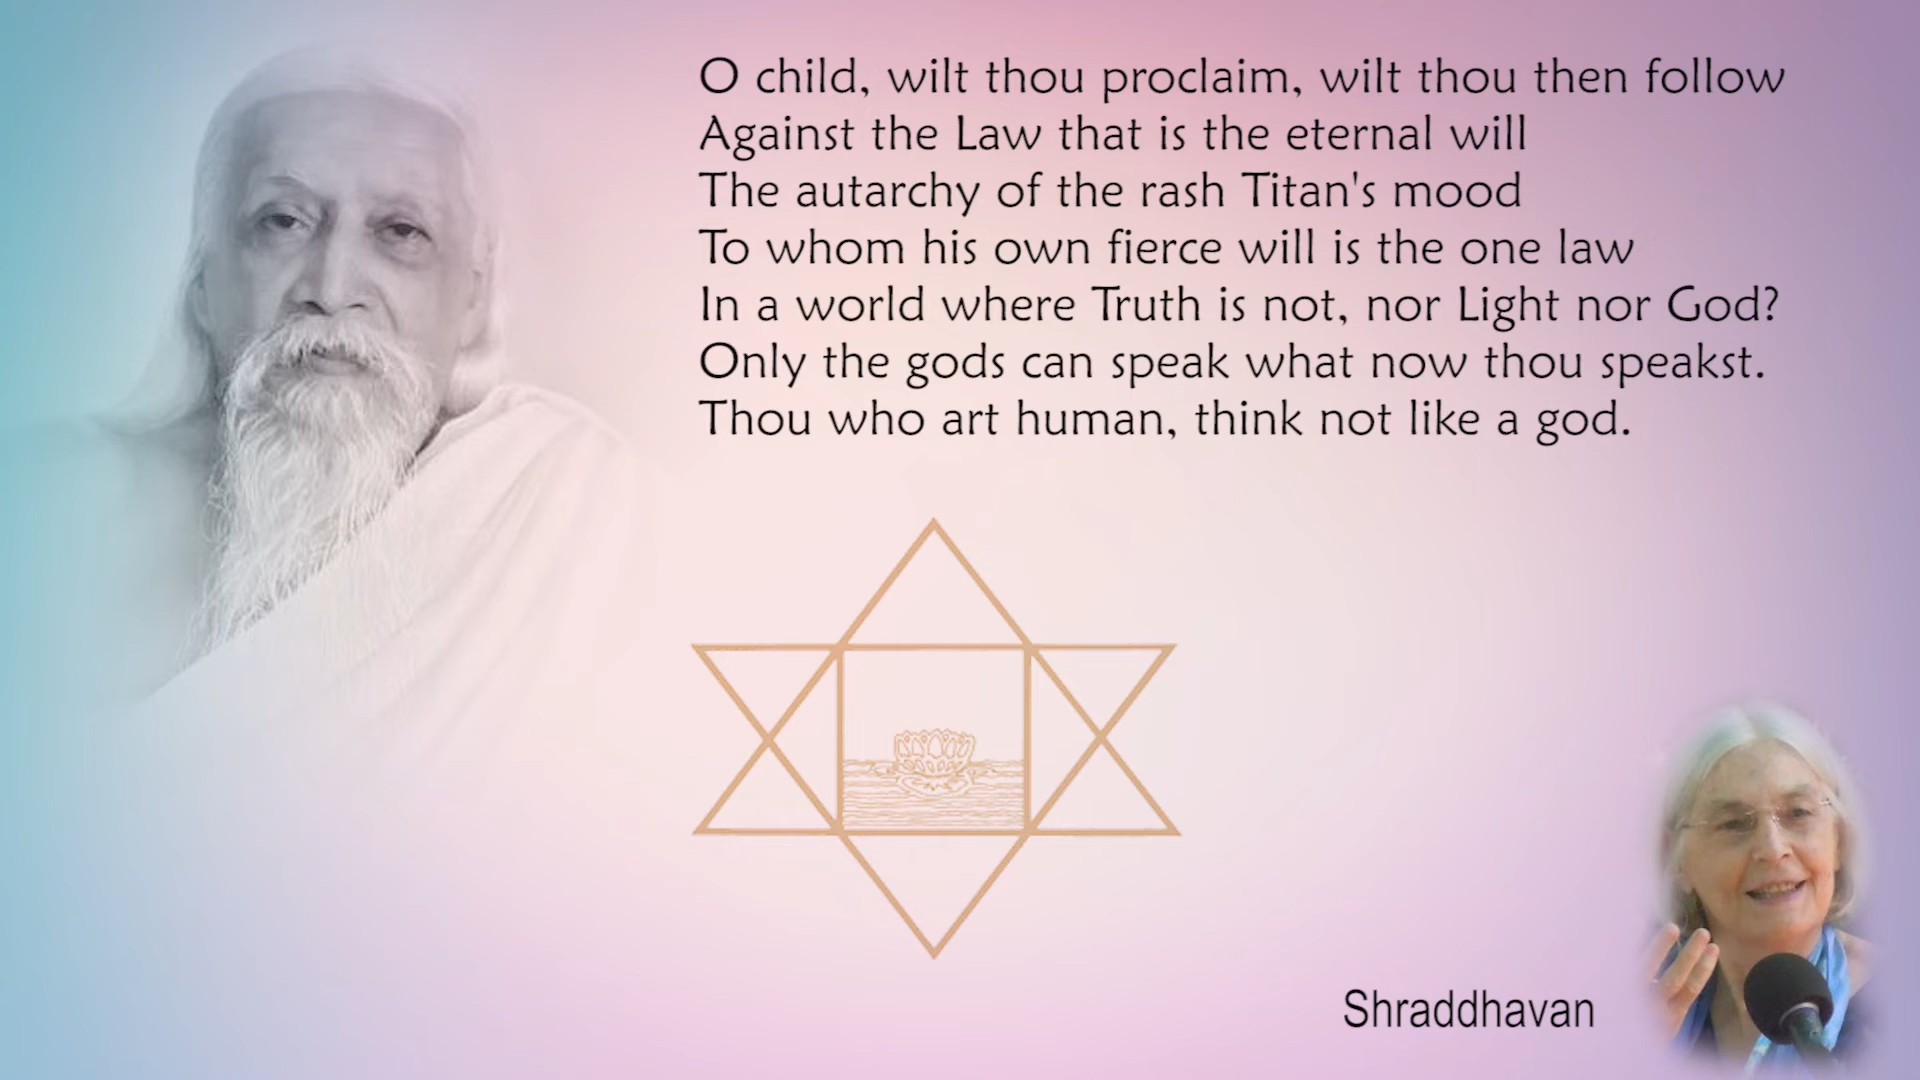 O child, wilt thou proclaim, wilt thou then follow
Against the Law that is the eternal will
The autarchy of the rash Titan's mood
To whom his own fierce will is the one law
In a world where Truth is not, nor Light nor God?
Only the gods can speak what now thou speakst.
Thou who art human, think not like a god.
Shraddhavan